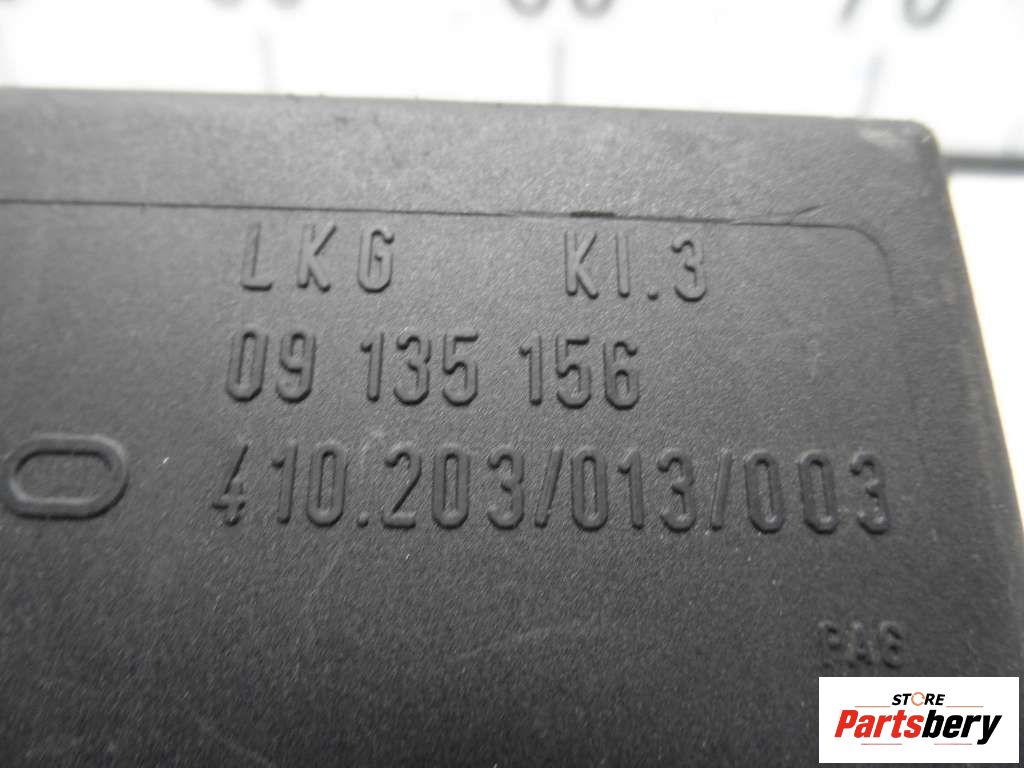 LKG KI.3
09 135 156
410.203/013/003
PA6
STORE
Partsbery